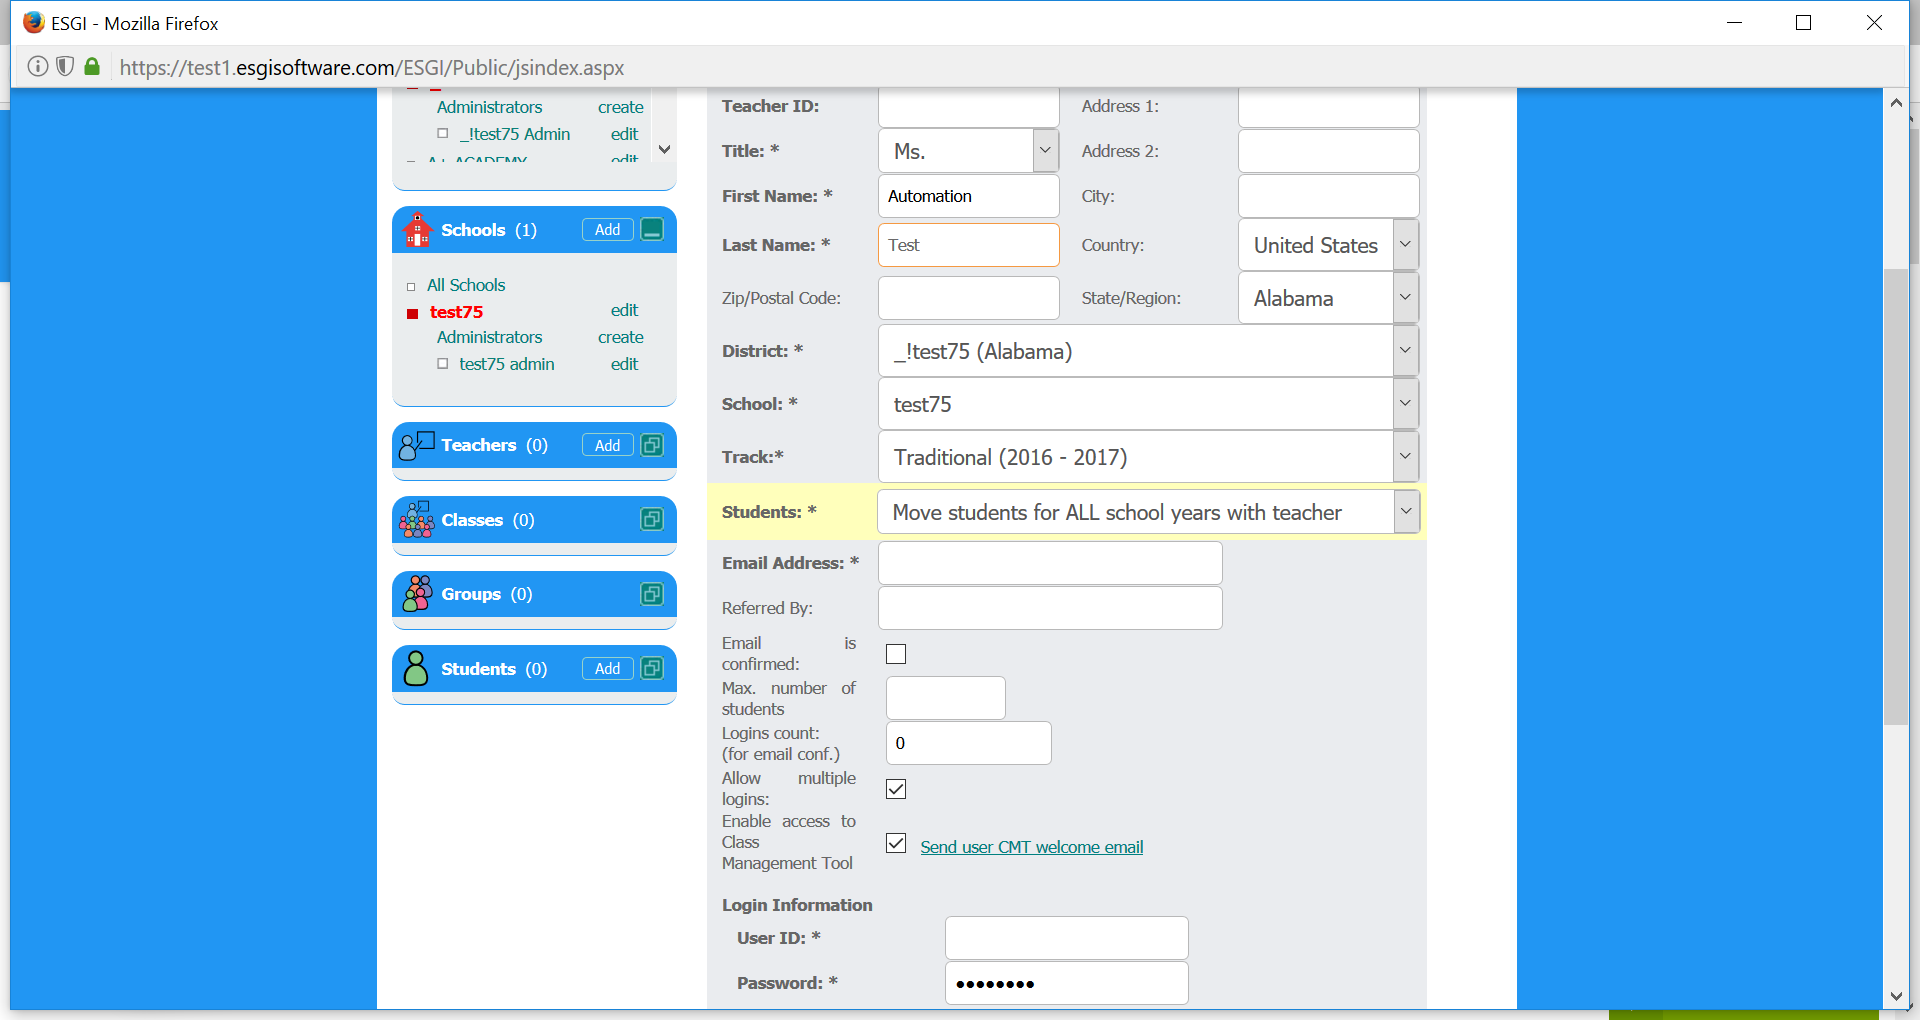 ESGI - Mozilla Firefox
https://test1.esgisoftware.com/ESGI/Public/jsindex.aspx
Administrators create
_!test75 Admin edit
A+ ACADEMY edit
Schools (1) Add
All Schools
test75 edit
Administrators create
test75 admin edit
Teachers (0) Add
Classes (0)
Groups (0)
Students (0) Add
Teacher ID: Address 1:
Title: * Ms. Address 2:
First Name: * Automation City:
Last Name: * Test Country: United States
Zip/Postal Code: State/Region: Alabama
District: * _!test75 (Alabama)
School: * test75
Track:* Traditional (2016 - 2017)
Students: * Move students for ALL school years with teacher
Email Address: *
Referred By:
Email is
confirmed:
Max. number of
students
Logins count:
(for email conf.) 0
Allow multiple
logins:
Enable access to
Class
Management Tool Send user CMT welcome email
Login Information
User ID: *
Password: * ●●●●●●●●